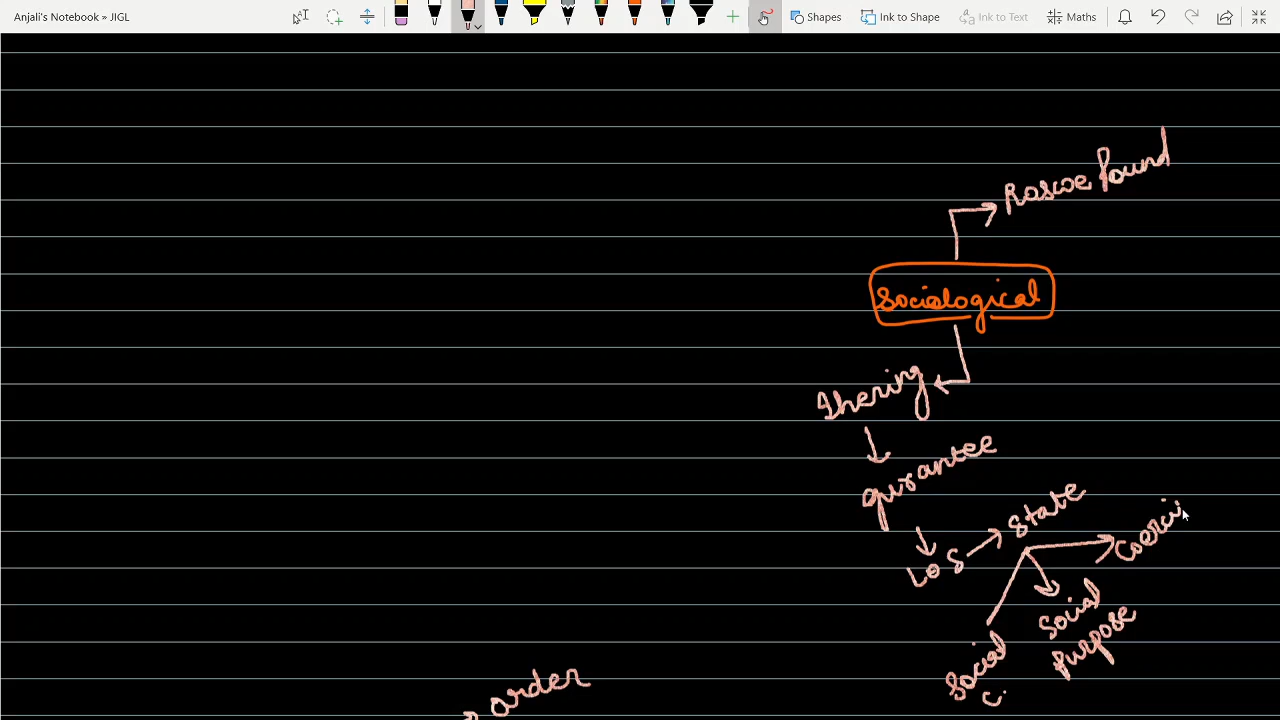 Anjali's Notebook » JIGL
Shapes
Ink to Shape
Ink to Text
Maths
Roscoe Pound
Sociological
Ihering
gurantee
LOS
State
Coerci
Social
Purpose
Social
C.
order